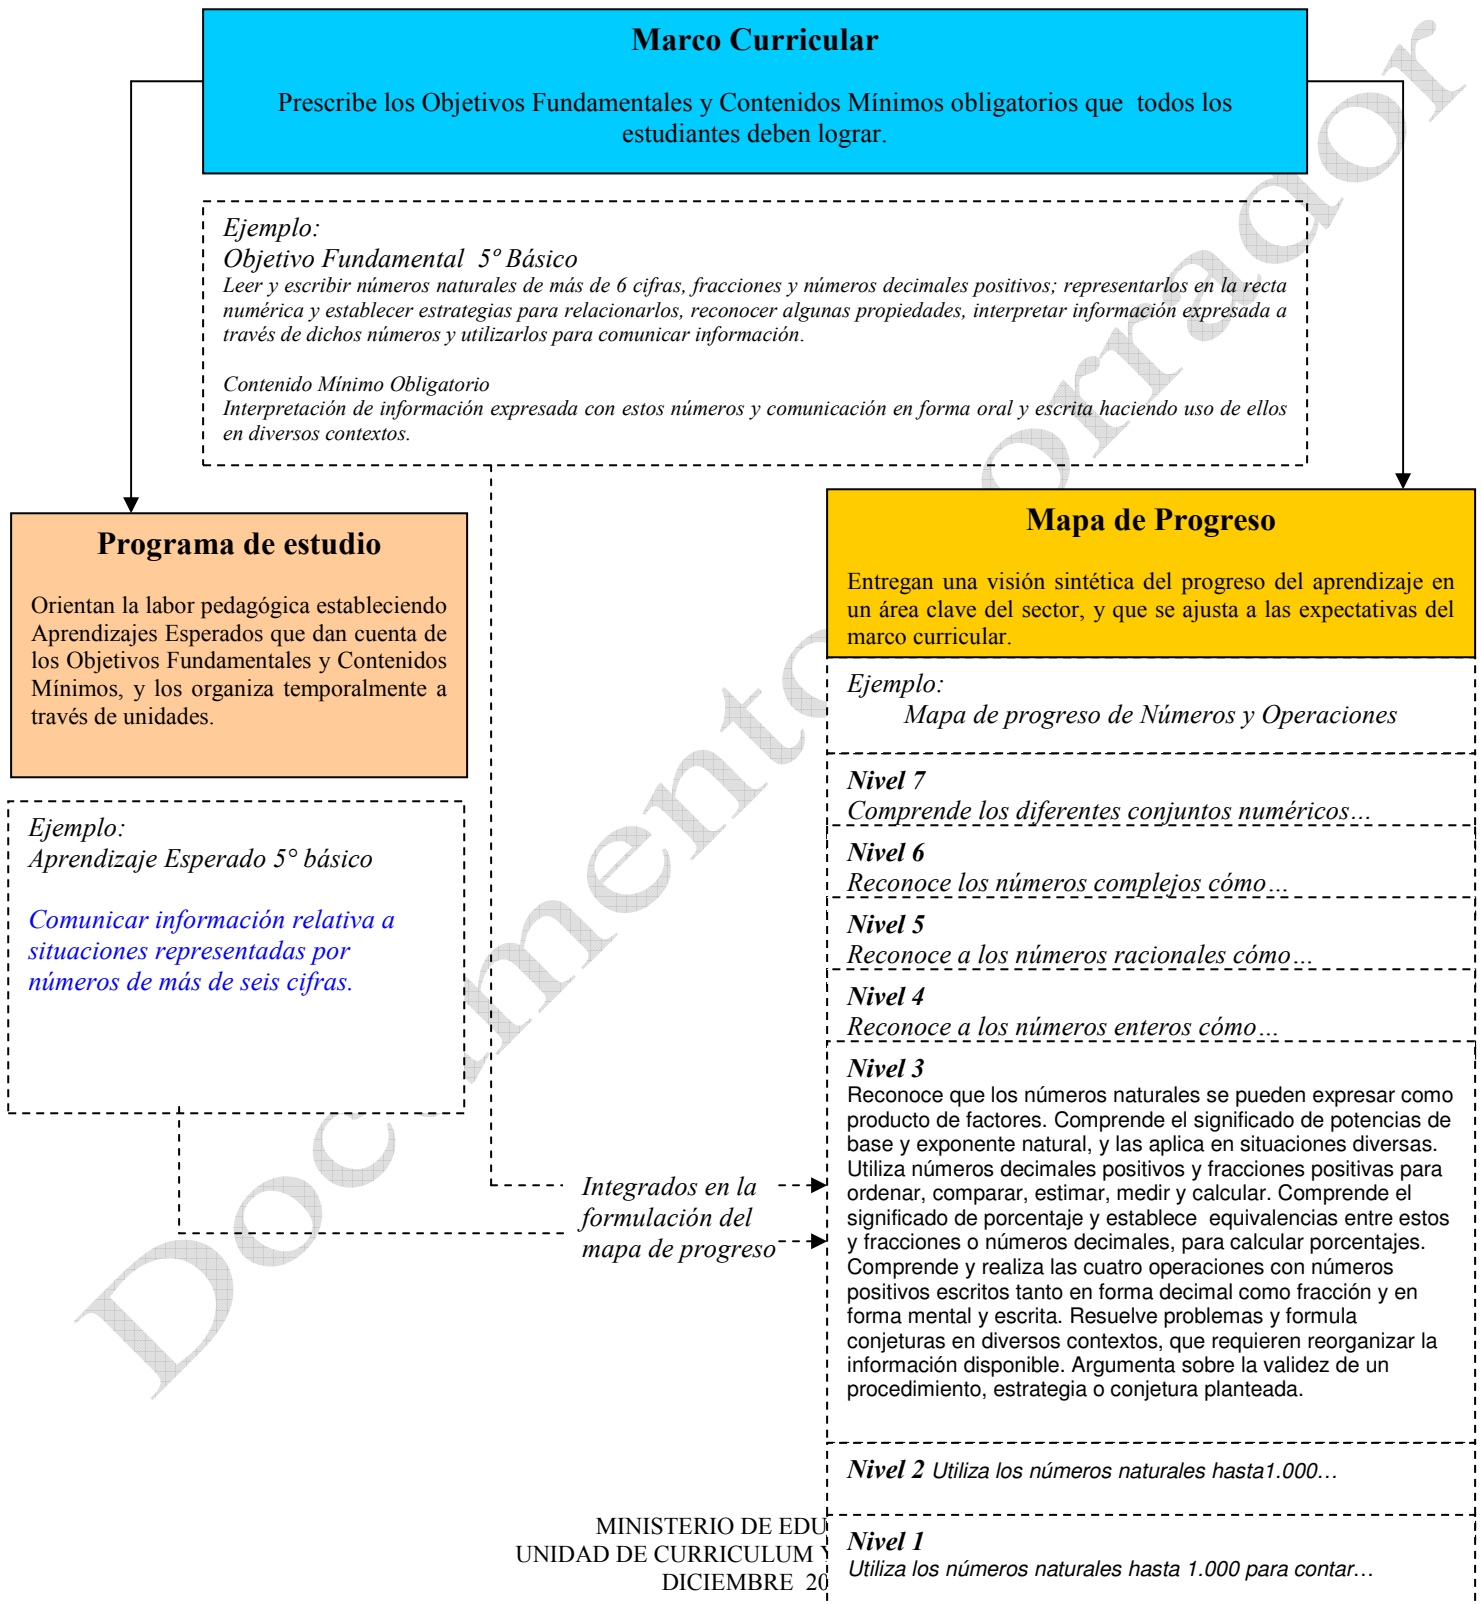 Marco Curricular
Prescribe los Objetivos Fundamentales y Contenidos Mínimos obligatorios que todos los
estudiantes deben lograr.
Ejemplo:
Objetivo Fundamental 5º Básico
Leer y escribir números naturales de más de 6 cifras, fracciones y números decimales positivos; representarlos en la recta
numérica y establecer estrategias para relacionarlos, reconocer algunas propiedades, interpretar información expresada a
través de dichos números y utilizarlos para comunicar información.
Contenido Mínimo Obligatorio
Interpretación de información expresada con estos números y comunicación en forma oral y escrita haciendo uso de ellos
en diversos contextos.
Programa de estudio
Orientan la labor pedagógica estableciendo
Aprendizajes Esperados que dan cuenta de
los Objetivos Fundamentales y Contenidos
Mínimos, y los organiza temporalmente a
través de unidades.
Ejemplo:
Aprendizaje Esperado 5° básico
Comunicar información relativa a
situaciones representadas por
números de más de seis cifras.
Mapa de Progreso
Entregan una visión sintética del progreso del aprendizaje en
un área clave del sector, y que se ajusta a las expectativas del
marco curricular.
Ejemplo:
Mapa de progreso de Números y Operaciones
Nivel 7
Comprende los diferentes conjuntos numéricos…
Nivel 6
Reconoce los números complejos cómo…
Nivel 5
Reconoce a los números racionales cómo…
Nivel 4
Reconoce a los números enteros cómo…
Nivel 3
Reconoce que los números naturales se pueden expresar como
producto de factores. Comprende el significado de potencias de
base y exponente natural, y las aplica en situaciones diversas.
Utiliza números decimales positivos y fracciones positivas para
ordenar, comparar, estimar, medir y calcular. Comprende el
significado de porcentaje y establece equivalencias entre estos
y fracciones o números decimales, para calcular porcentajes.
Comprende y realiza las cuatro operaciones con números
positivos escritos tanto en forma decimal como fracción y en
forma mental y escrita. Resuelve problemas y formula
conjeturas en diversos contextos, que requieren reorganizar la
información disponible. Argumenta sobre la validez de un
procedimiento, estrategia o conjetura planteada.
Integrados en la
formulación del
mapa de progreso
Nivel 2 Utiliza los números naturales hasta1.000…
Nivel 1
Utiliza los números naturales hasta 1.000 para contar…
MINISTERIO DE EDU
UNIDAD DE CURRICULUM Y
DICIEMBRE 20